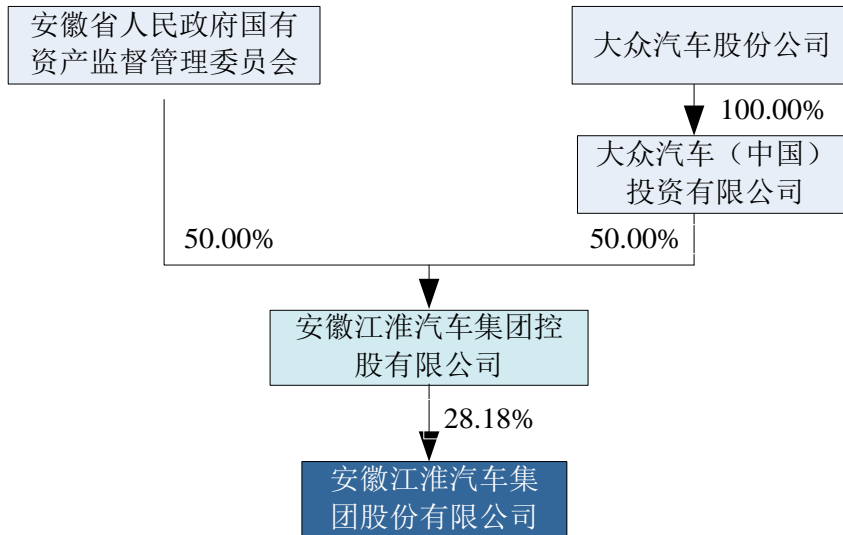 安徽省人民政府国有
资产监督管理委员会
大众汽车股份公司
100.00%
大众汽车（中国）
投资有限公司
50.00%
50.00%
安徽江淮汽车集团控
股有限公司
28.18%
安徽江淮汽车集
团股份有限公司